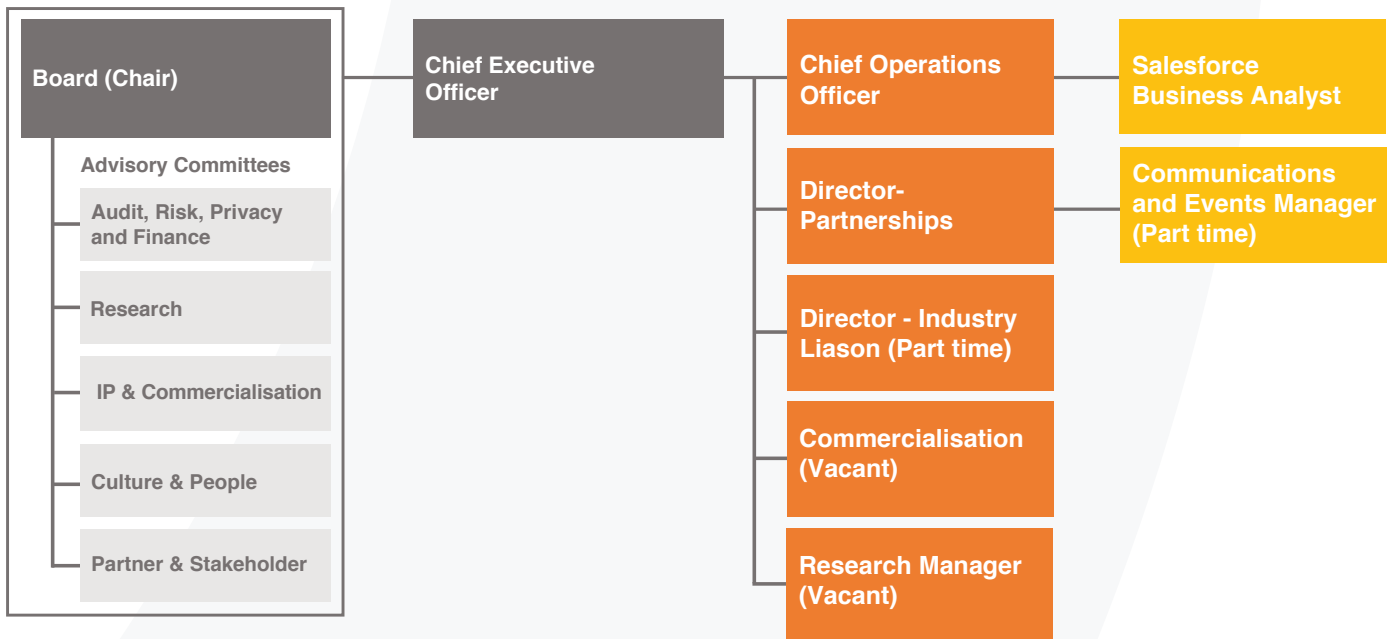 Board (Chair)
Advisory Committees
Audit, Risk, Privacy
and Finance
Research
IP & Commercialisation
Culture & People
Partner & Stakeholder
Chief Executive
Officer
Chief Operations
Officer
Director-
Partnerships
Director - Industry
Liason (Part time)
Commercialisation
(Vacant)
Research Manager
(Vacant)
Salesforce
Business Analyst
Communications
and Events Manager
(Part time)